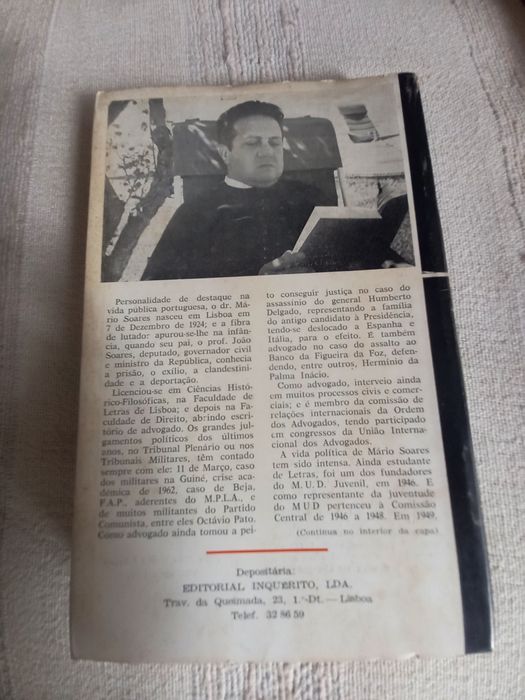 Personalidade de destaque na
vida pública portuguesa, o dr. Má-
rio Soares nasceu em Lisboa em
7 de Dezembro de 1924; e a fibra
de lutador apurou-se-lhe na infân-
cia, quando seu pai, o prof. João
Soares, deputado, governador civil
e ministro da República, conhecia
a prisão, o exílio, a clandestini-
dade e a deportação.
Licenciou-se em Ciências Histó-
rico-Filosóficas, na Faculdade de
Letras de Lisboa; e depois na Fa-
culdade de Direito, abrindo escri-
tório de advogado. Os grandes jul-
gamentos políticos dos últimos
anos, no Tribunal Plenário ou nos
Tribunais Militares, têm contado
sempre com ele: 11 de Março, caso
dos militares na Guiné, crise aca-
démica de 1962, caso de Beja,
F.A.P., aderentes do M.P.L.A., e
de muitos militantes do Partido
Comunista, entre eles Octávio Pato.
Como advogado ainda tomou a pei-
to conseguir justiça no caso do
assassínio do general Humberto
Delgado, representando a família
do antigo candidato à Presidência,
tendo-se deslocado a Espanha e
Itália, para o efeito. E também
advogado no caso do assalto ao
Banco da Figueira da Foz, defen-
dendo, entre outros, Hermínio da
Palma Inácio.
Como advogado, interveio ainda
em muitos processos civis e comer-
ciais; e é membro da comissão de
relações internacionais da Ordem
dos Advogados, tendo participado
em congressos da União Interna-
cional dos Advogados.
A vida política de Mário Soares
tem sido intensa. Ainda estudante
de Letras, foi um dos fundadores
do M. U. D. Juvenil, em 1946. E
como representante da juventude
do MUD pertenceu à Comissão
Central de 1946 a 1948. Em 1949,
(Continua no interior da capa)
Depositária:
EDITORIAL INQUÉRITO, LDA.
Trav. da Queimada, 23, 1.º-Dt. — Lisboa
Telef. 32 86 59